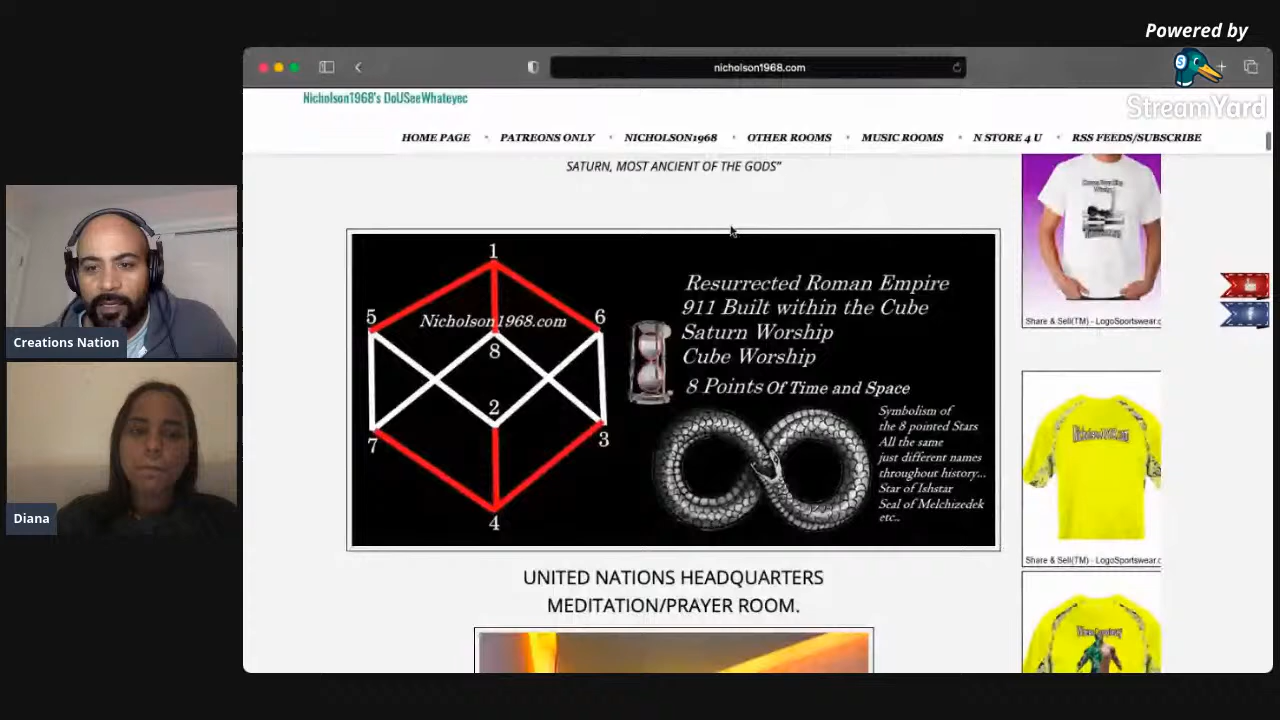 Powered by
StreamYard
nicholson1968.com
Nicholson1968's DoUSeeWhateyec
HOME PAGE
PATREONS ONLY
NICHOLSON1968
OTHER ROOMS
MUSIC ROOMS
N STORE 4 U
RSS FEEDS/SUBSCRIBE
SATURN, MOST ANCIENT OF THE GODS"
1
5
Nicholson1968.com
6
8
2
7
3
4
Resurrected Roman Empire
911 Built within the Cube
Saturn Worship
Cube Worship
8 Points Of Time and Space
Symbolism of
the 8 pointed Stars
All the same
just different names
throughout history...
Star of Ishstar
Seal of Melchizedek
etc..
UNITED NATIONS HEADQUARTERS
MEDITATION/PRAYER ROOM.
Share & Sell(TM) - LogoSportswear.c
Share & Sell(TM) - LogoSportswear.c
Creations Nation
Diana